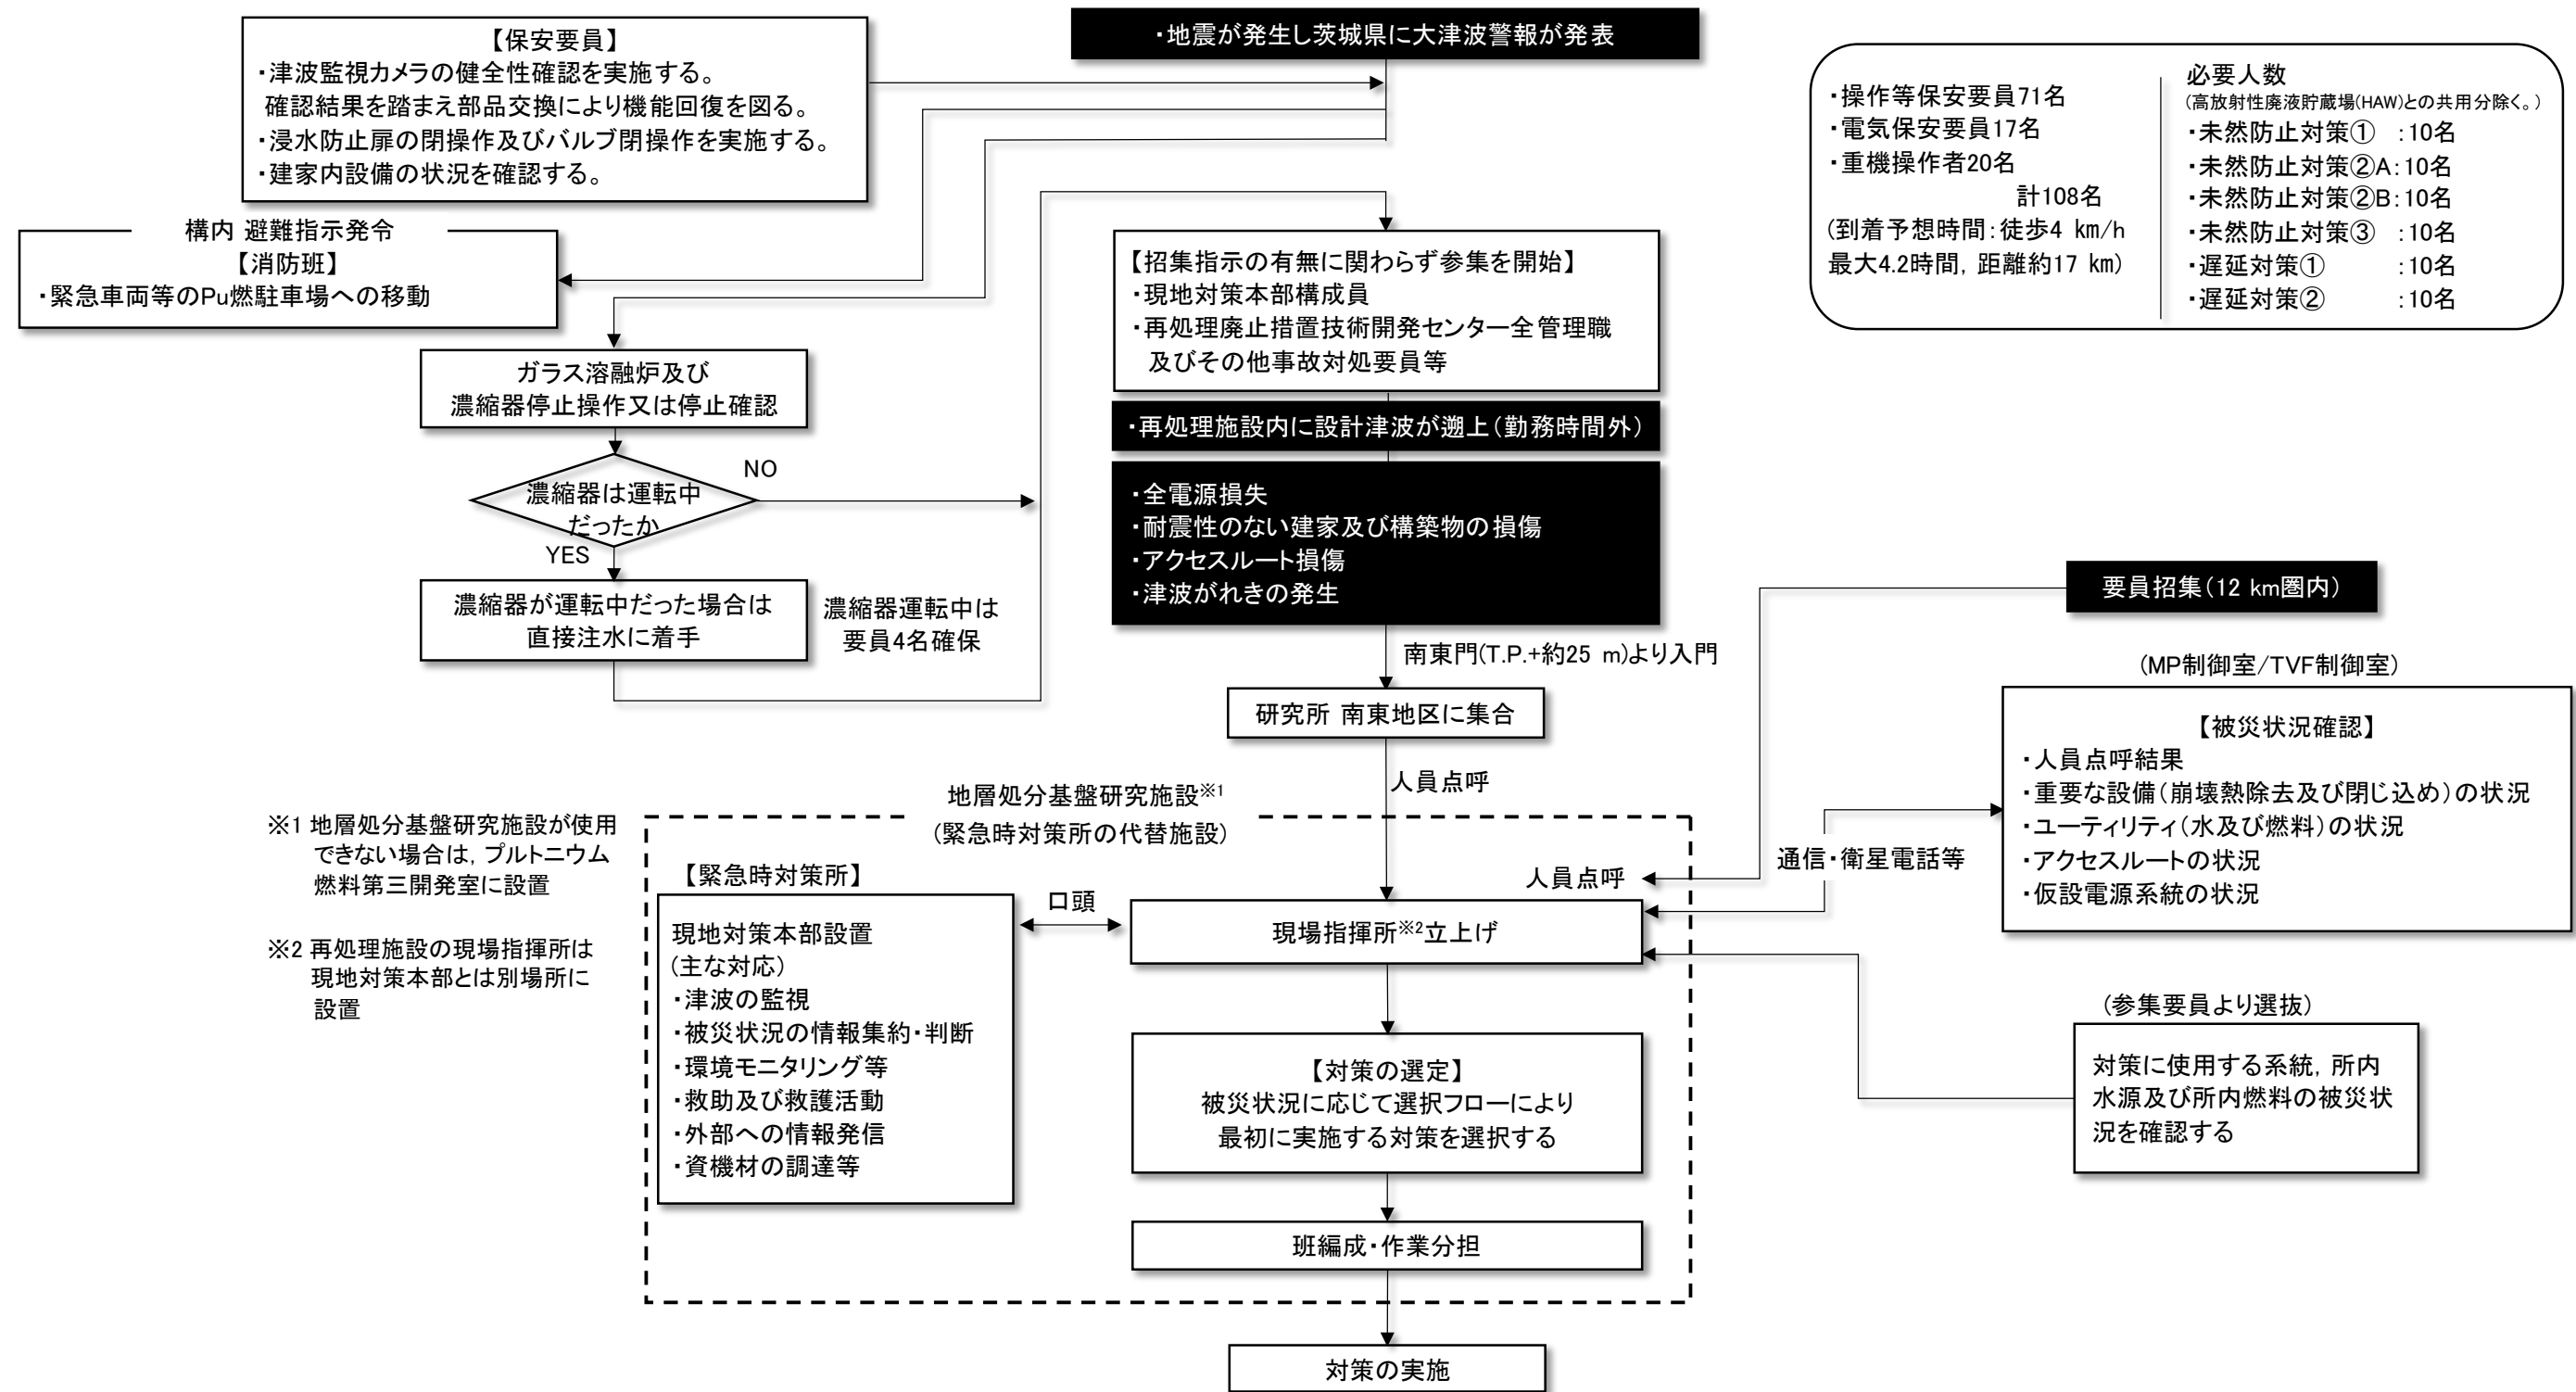 ・地震が発生し茨城県に大津波警報が発表
【保安要員】
・津波監視カメラの健全性確認を実施する。
確認結果を踏まえ部品交換により機能回復を図る。
・浸水防止扉の閉操作及びバルブ閉操作を実施する。
・建家内設備の状況を確認する。
・操作等保安要員71名
・電気保安要員17名
・重機操作者20名
計108名
(到着予想時間：徒歩4 km/h
最大4.2時間，距離約17 km)
必要人数
(高放射性廃液貯蔵場(HAW)との共用分除く。)
・未然防止対策① ：10名
・未然防止対策②A：10名
・未然防止対策②B：10名
・未然防止対策③ ：10名
・遅延対策① ：10名
・遅延対策② ：10名
構内 避難指示発令
【消防班】
・緊急車両等のPu燃駐車場への移動
【招集指示の有無に関わらず参集を開始】
・現地対策本部構成員
・再処理廃止措置技術開発センター全管理職
及びその他事故対処要員等
ガラス溶融炉及び
濃縮器停止操作又は停止確認
・再処理施設内に設計津波が遡上（勤務時間外）
濃縮器は運転中
だったか
NO
YES
・全電源損失
・耐震性のない建家及び構築物の損傷
・アクセスルート損傷
・津波がれきの発生
濃縮器が運転中だった場合は
直接注水に着手
濃縮器運転中は
要員4名確保
要員招集（12 km圏内）
南東門(T.P.+約25 m)より入門
研究所 南東地区に集合
人員点呼
(MP制御室/TVF制御室)
【被災状況確認】
・人員点呼結果
・重要な設備（崩壊熱除去及び閉じ込め）の状況
・ユーティリティ（水及び燃料）の状況
・アクセスルートの状況
・仮設電源系統の状況
通信・衛星電話等
地層処分基盤研究施設※1
(緊急時対策所の代替施設)
※1 地層処分基盤研究施設が使用
できない場合は，プルトニウム
燃料第三開発室に設置
※2 再処理施設の現場指揮所は
現地対策本部とは別場所に
設置
【緊急時対策所】
現地対策本部設置
(主な対応)
・津波の監視
・被災状況の情報集約・判断
・環境モニタリング等
・救助及び救護活動
・外部への情報発信
・資機材の調達等
口頭
人員点呼
現場指揮所※2立上げ
(参集要員より選抜)
対策に使用する系統，所内
水源及び所内燃料の被災状
況を確認する
【対策の選定】
被災状況に応じて選択フローにより
最初に実施する対策を選択する
班編成・作業分担
対策の実施